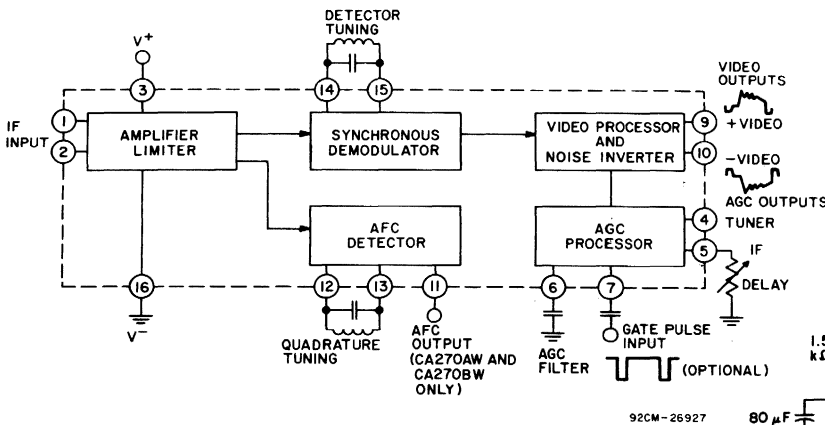 DETECTOR
TUNING
V+
14
15
3
VIDEO
OUTPUTS
1
IF
INPUT
2
AMPLIFIER
LIMITER
SYNCHRONOUS
DEMODULATOR
VIDEO PROCESSOR
AND
NOISE INVERTER
9
+VIDEO
10
-VIDEO
AGC OUTPUTS
AFC
DETECTOR
AGC
PROCESSOR
4
TUNER
5
IF
DELAY
16
V-
12
13
11
6
7
QUADRATURE
TUNING
AFC
OUTPUT
(CA270AW AND
CA270BW
ONLY)
AGC
FILTER
GATE PULSE
INPUT
(OPTIONAL)
1.5
kΩ
92CM-26927
80 µF